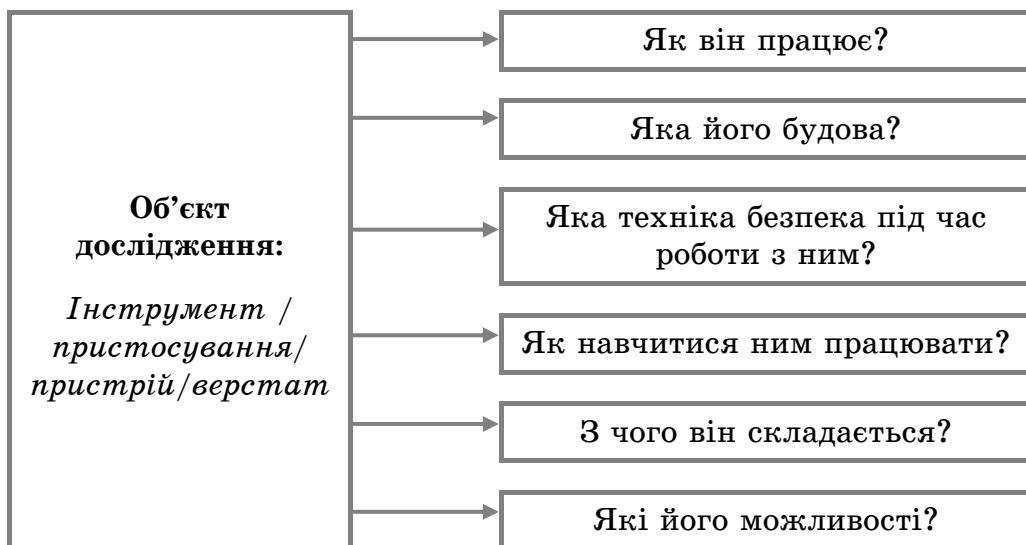 Об’єкт
дослідження:
Інструмент /
пристосування/
пристрій/верстат
Як він працює?
Яка його будова?
Яка техніка безпека під час
роботи з ним?
Як навчитися ним працювати?
З чого він складається?
Які його можливості?